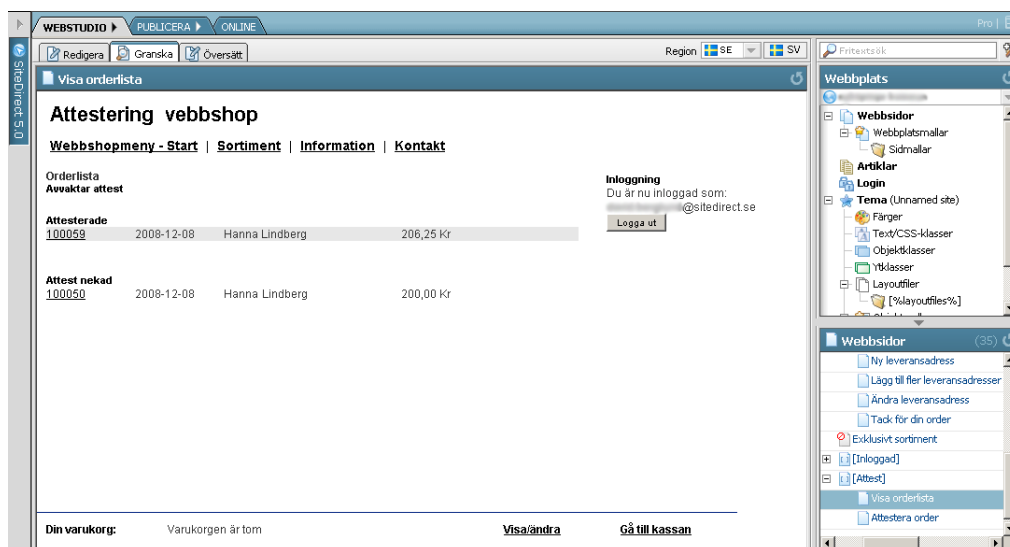 WEBSTUDIO
PUBLICERA
ONLINE
Pro |
SiteDirect 5.0
Redigera
Granska
Översätt
Region
SE
SV
Fritextsök
Visa orderlista
Attestering vebbshop
Webbshopmeny - Start | Sortiment | Information | Kontakt
Orderlista
Avvaktar attest
Attesterade
100059 2008-12-08 Hanna Lindberg 206,25 Kr
Attest nekad
100050 2008-12-08 Hanna Lindberg 200,00 Kr
Inloggning
Du är nu inloggad som:
@sitedirect.se
Logga ut
Din varukorg: Varukorgen är tom Visa/ändra Gå till kassan
Webbplats
Webbsidor
Webbplatsmallar
Sidmallar
Artiklar
Login
Tema (Unnamed site)
Färger
Text/CSS-klasser
Objektklasser
Ytklasser
Layoutfiler
[%layoutfiles%]
Webbsidor (35)
Ny leveransadress
Lägg till fler leveransadresser
Ändra leveransadress
Tack för din order
Exklusivt sortiment
[Inloggad]
[Attest]
Visa orderlista
Attestera order